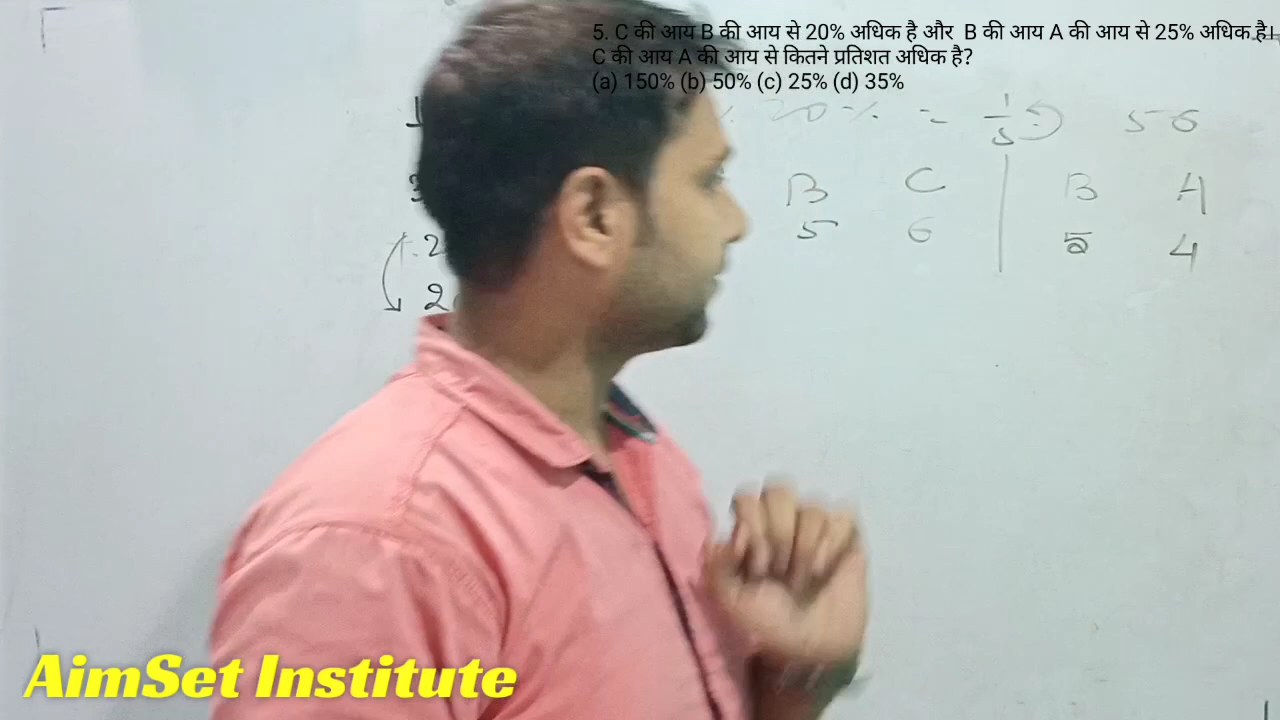 5. C की आय B की आय से 20% अधिक है और B की आय A की आय से 25% अधिक है।
C की आय A की आय से कितने प्रतिशत अधिक है?
(a) 150% (b) 50% (c) 25% (d) 35%
20% = 1/5 5 6
B C B A
5 6 5 4
AimSet Institute